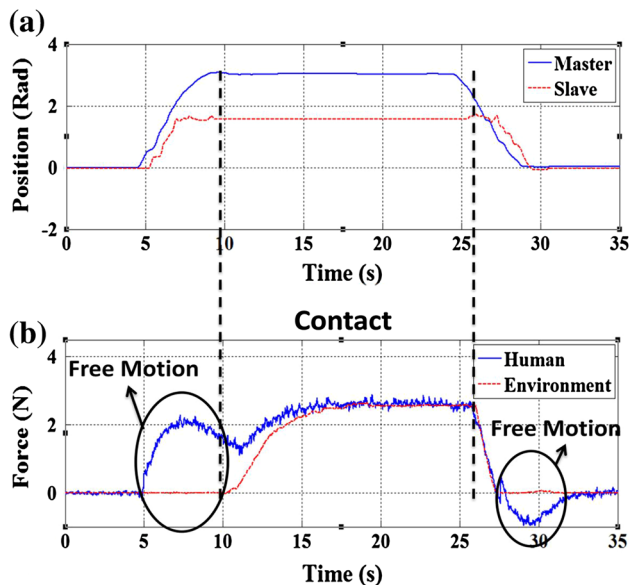 (a)
4
2
0
-2
Position (Rad)
Master
Slave
0 5 10 15 20 25 30 35
Time (s)
(b)
Contact
4
2
0
Force (N)
Free Motion
Human
Environment
Free Motion
0 5 10 15 20 25 30 35
Time (s)